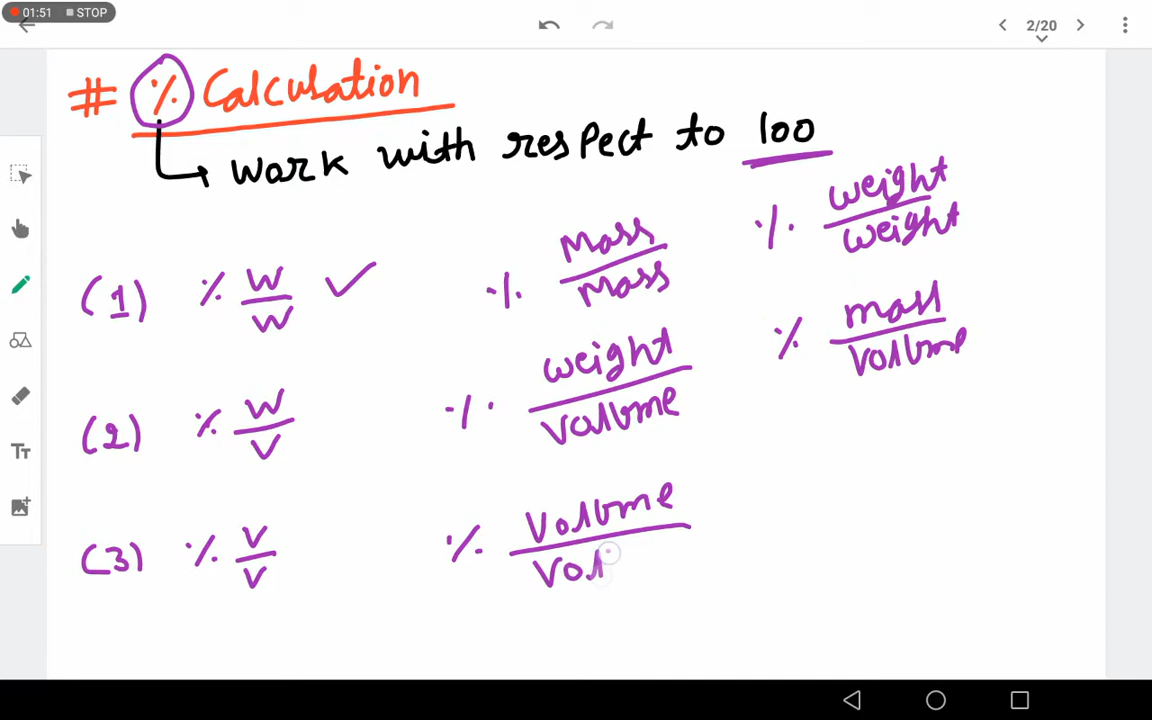 01:51 STOP
2/20
# % Calculation
work with respect to 100
(1) % W/W ✓ % Mass/Mass % weight/weight
(2) % W/V % weight/Volume % mass/Volume
(3) % V/V % Volume/Vol
TT